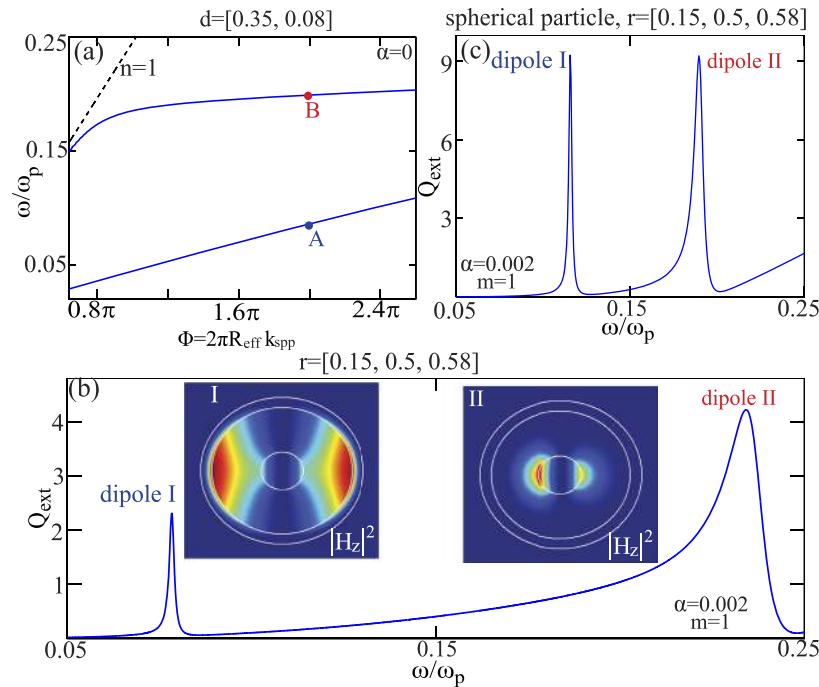 d=[0.35, 0.08]
(a)
n=1
α=0
0.25
0.15
0.05
ω/ωp
B
A
0.8π 1.6π 2.4π
Φ=2πReff kspp
spherical particle, r=[0.15, 0.5, 0.58]
(c)
dipole I
dipole II
9
6
3
Qext
α=0.002
m=1
0.05 0.15 0.25
ω/ωp
r=[0.15, 0.5, 0.58]
(b)
I
II
dipole II
dipole I
|Hz|²
|Hz|²
4
3
2
1
Qext
α=0.002
m=1
0.05 0.15 0.25
ω/ωp